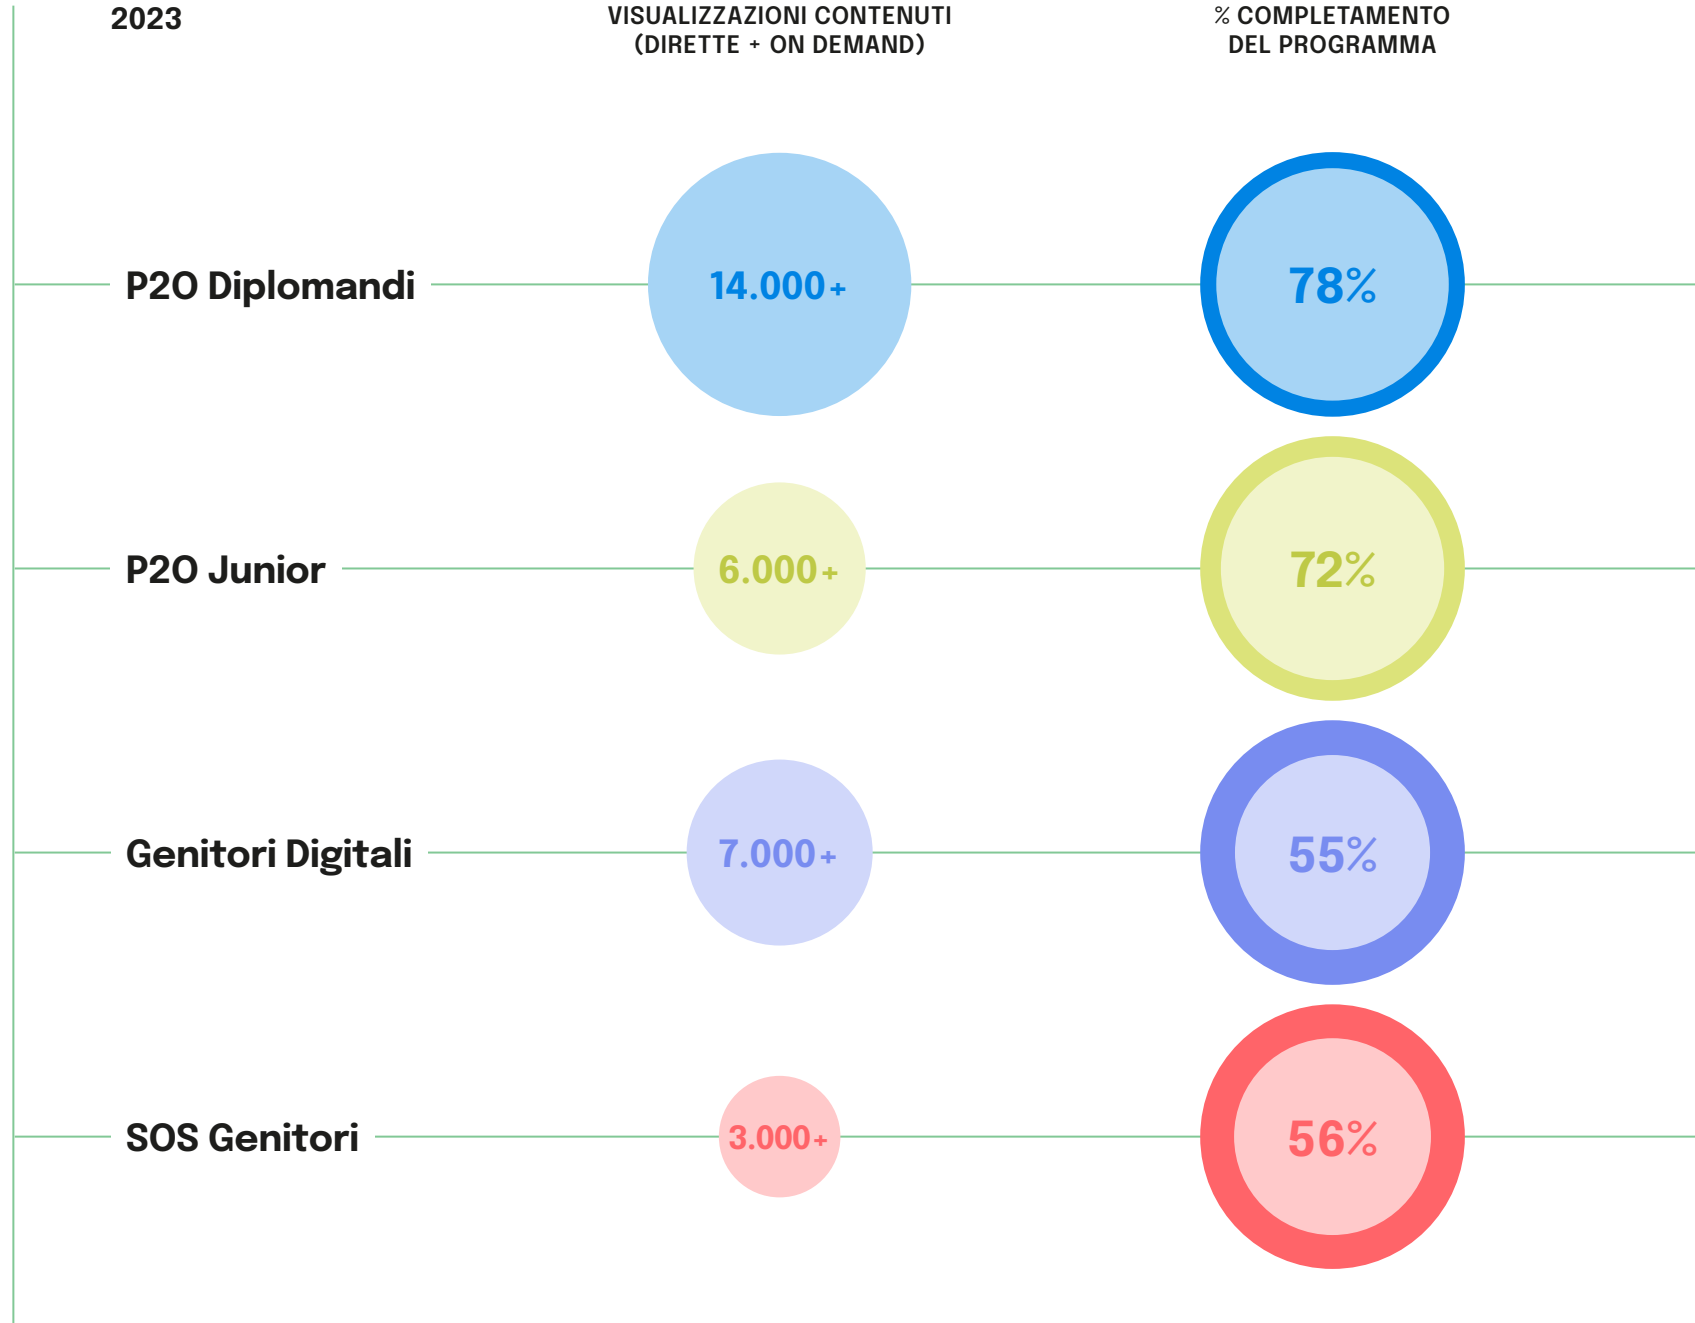 2023
VISUALIZZAZIONI CONTENUTI
(DIRETTE + ON DEMAND)
% COMPLETAMENTO
DEL PROGRAMMA
P2O Diplomandi
14.000+
78%
P2O Junior
6.000+
72%
Genitori Digitali
7.000+
55%
SOS Genitori
3.000+
56%